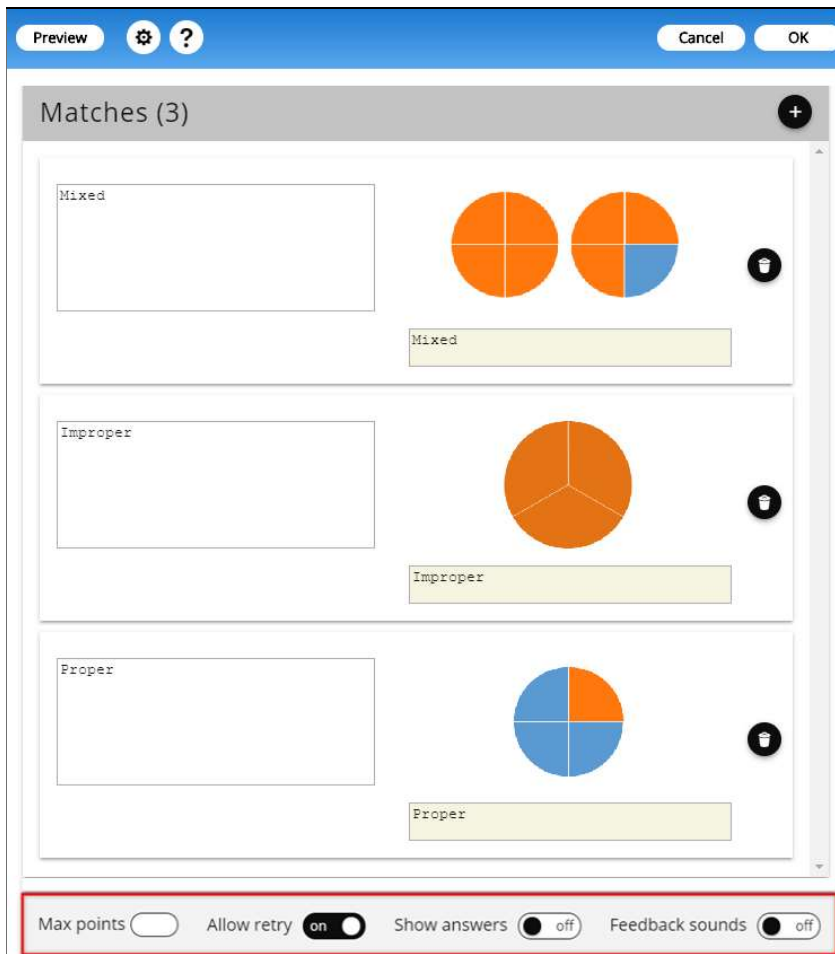 Preview ? Cancel OK
Matches (3) +
Mixed
Mixed
Improper
Improper
Proper
Proper
Max points Allow retry on Show answers off Feedback sounds off